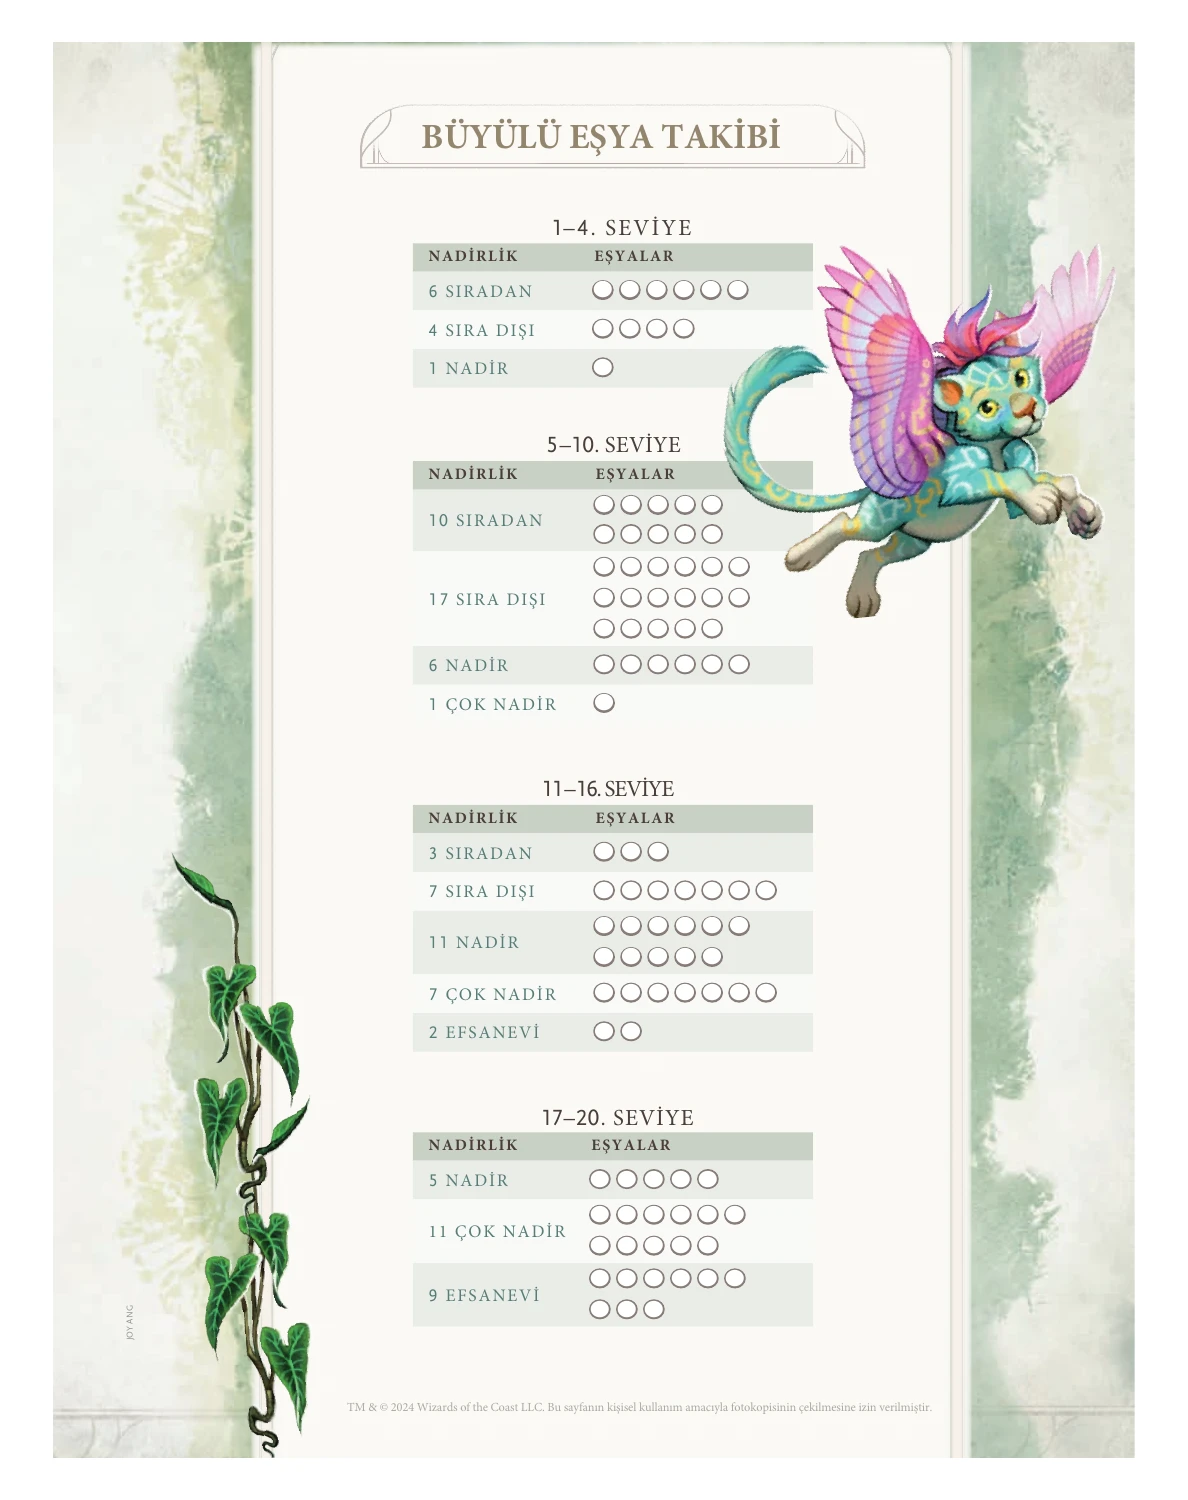 BÜYÜLÜ EŞYA TAKİBİ
1–4. SEVİYE
NADİRLİK EŞYALAR
6 SIRADAN
4 SIRA DIŞI
1 NADİR
5–10. SEVİYE
NADİRLİK EŞYALAR
10 SIRADAN
17 SIRA DIŞI
6 NADİR
1 ÇOK NADİR
11–16. SEVİYE
NADİRLİK EŞYALAR
3 SIRADAN
7 SIRA DIŞI
11 NADİR
7 ÇOK NADİR
2 EFSANEVİ
17–20. SEVİYE
NADİRLİK EŞYALAR
5 NADİR
11 ÇOK NADİR
9 EFSANEVİ
JOY ANG
TM & © 2024 Wizards of the Coast LLC. Bu sayfanın kişisel kullanım amacıyla fotokopisinin çekilmesine izin verilmiştir.